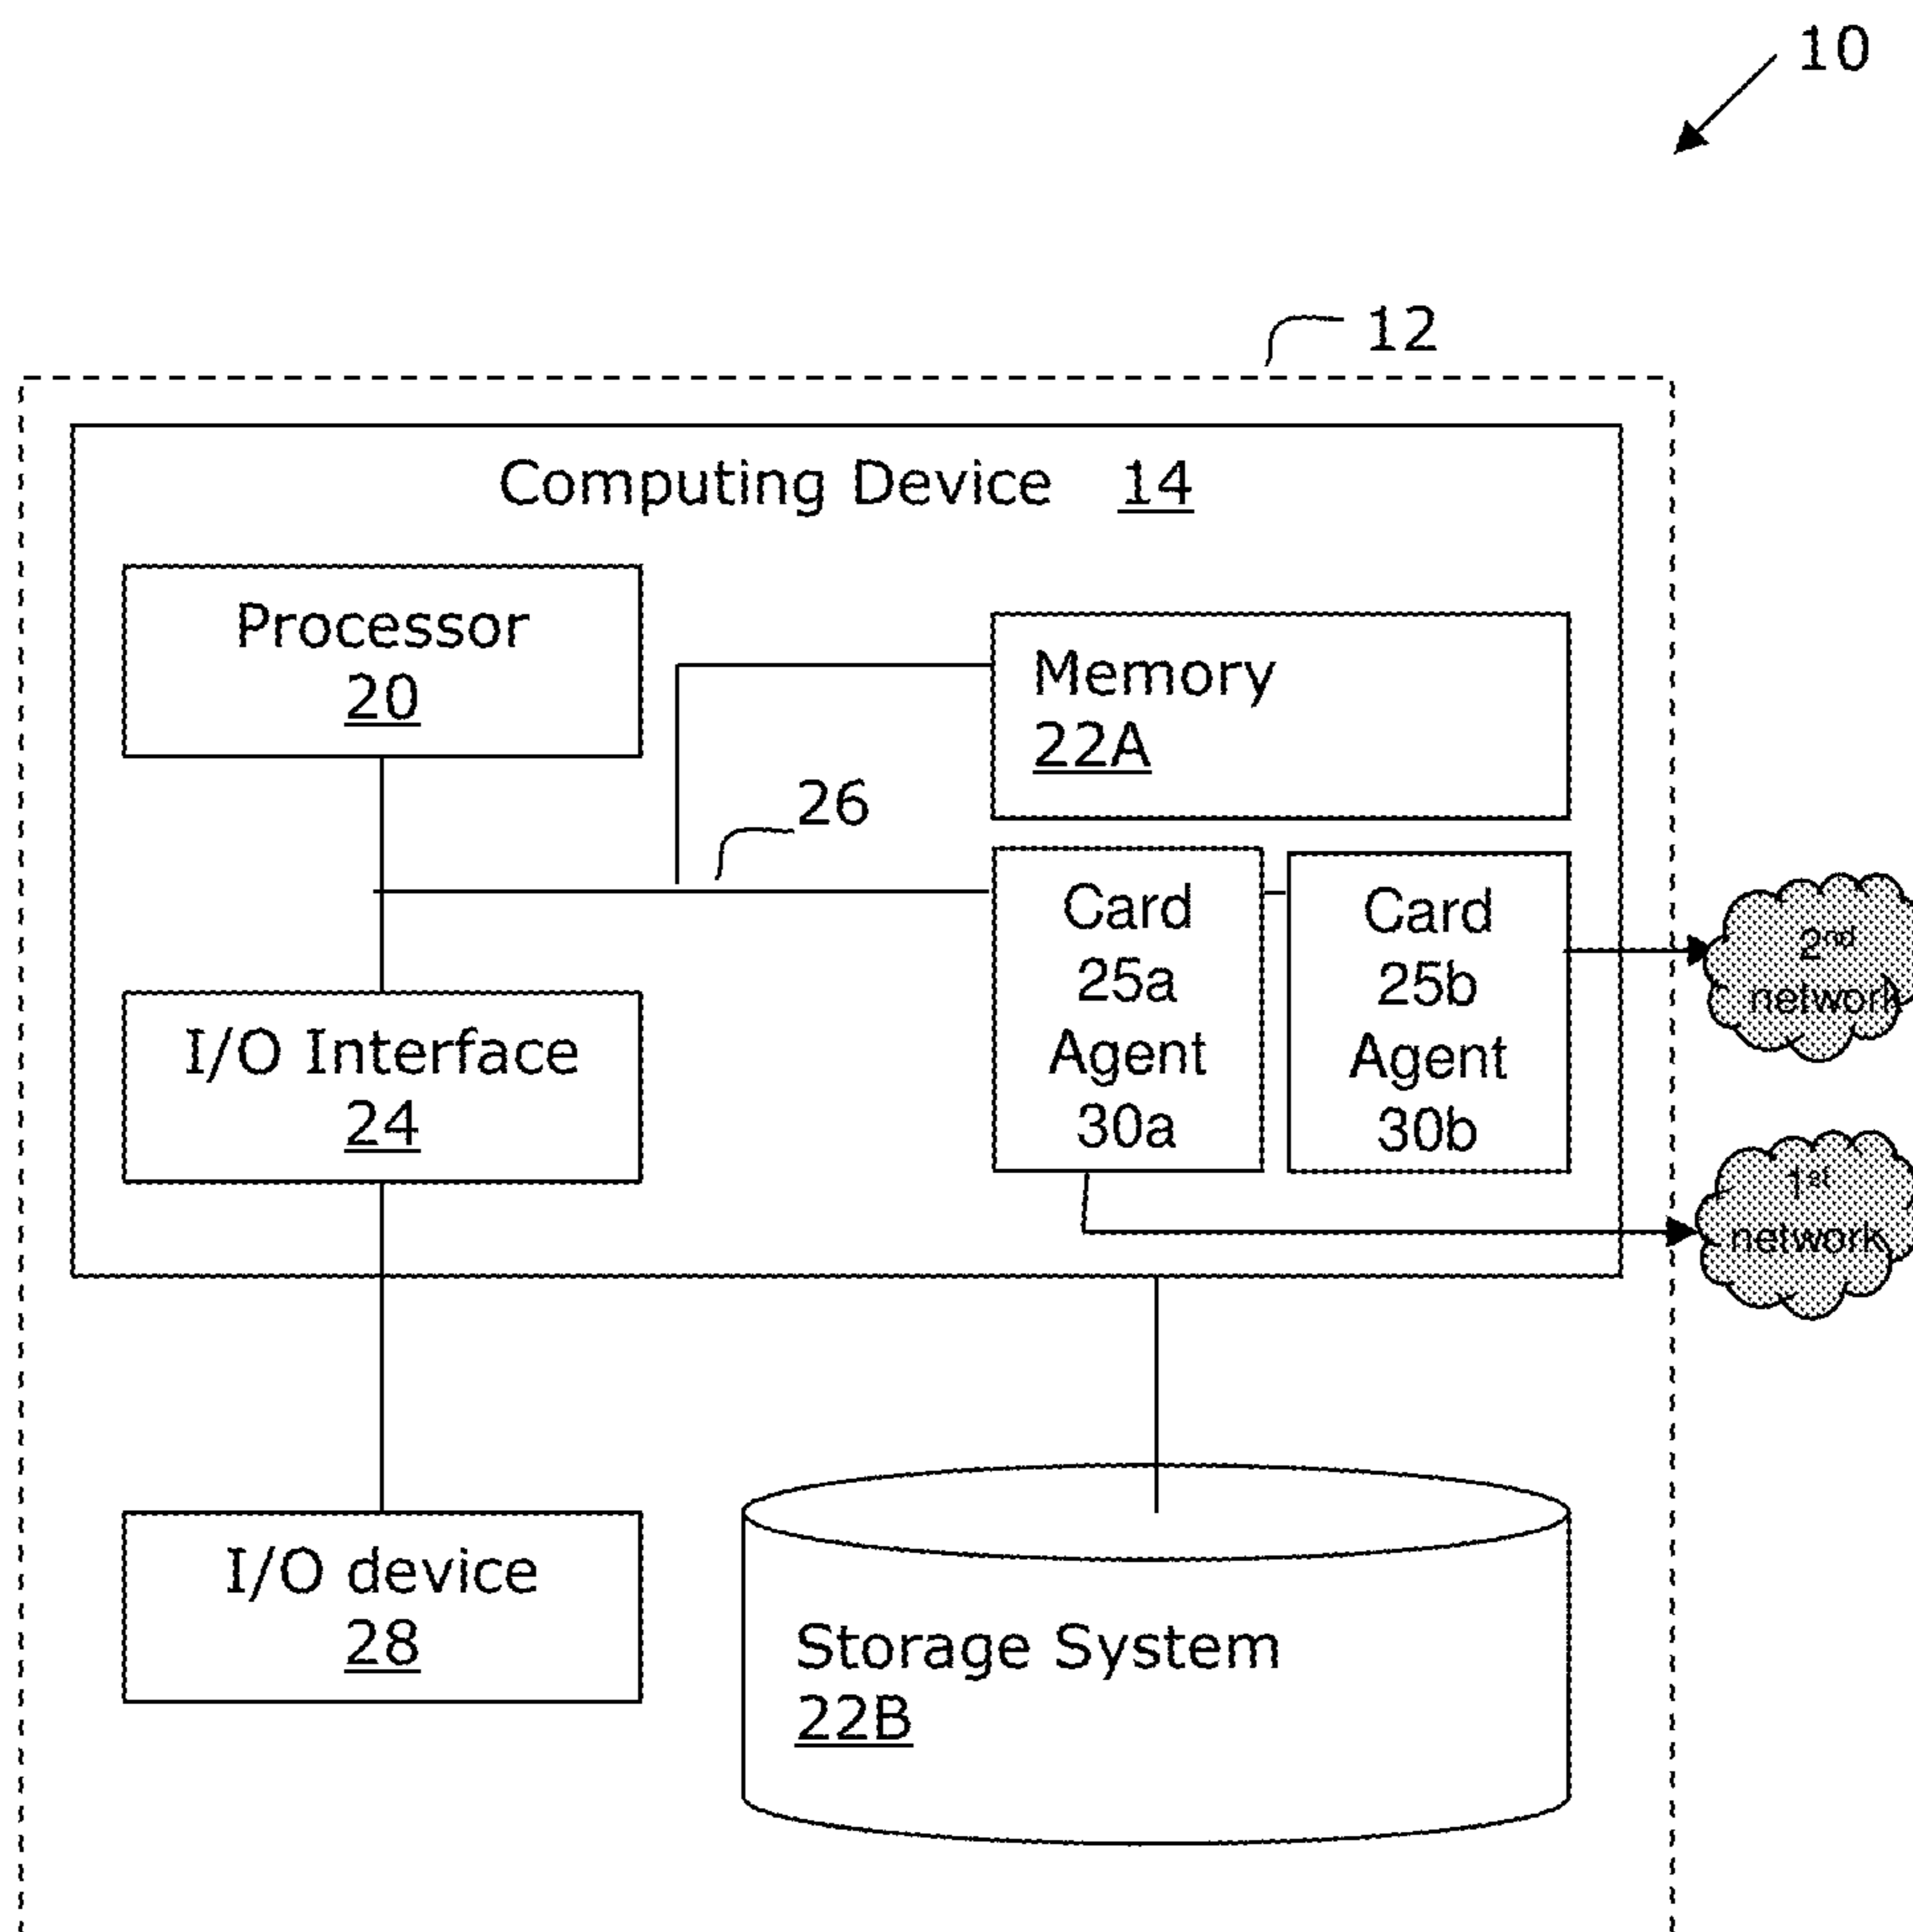 10
12
Computing Device 14
Processor
20
Memory
22A
26
Card
25a
Agent
30a
Card
25b
Agent
30b
2nd
network
I/O Interface
24
1st
network
I/O device
28
Storage System
22B